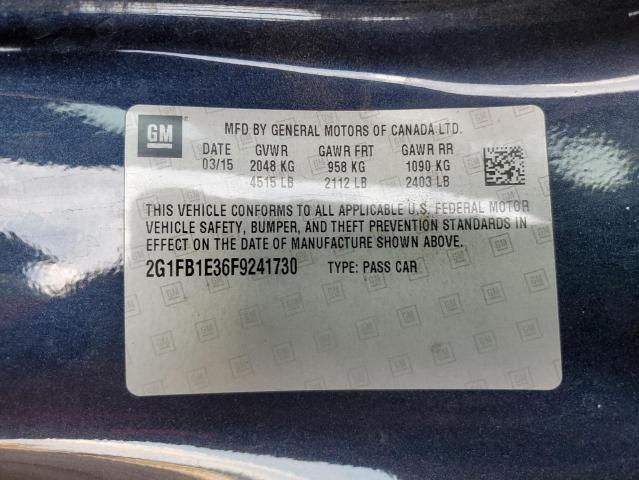 GM
MFD BY GENERAL MOTORS OF CANADA LTD.
DATE GVWR GAWR FRT GAWR RR
03/15 2048 KG 958 KG 1090 KG
4515 LB 2112 LB 2403 LB
THIS VEHICLE CONFORMS TO ALL APPLICABLE U.S. FEDERAL MOTOR
VEHICLE SAFETY, BUMPER, AND THEFT PREVENTION STANDARDS IN
EFFECT ON THE DATE OF MANUFACTURE SHOWN ABOVE.
2G1FB1E36F9241730 TYPE: PASS CAR